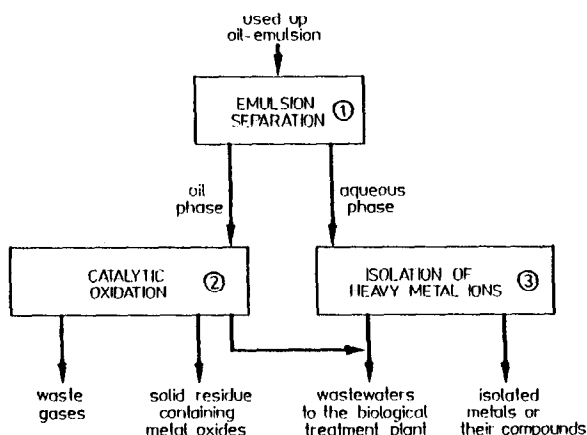 used up
oil-emulsion
EMULSION
SEPARATION ①
oil
phase
aqueous
phase
CATALYTIC
OXIDATION ②
ISOLATION OF
HEAVY METAL IONS ③
waste
gases
solid residue
containing
metal oxides
wastewaters
to the biological
treatment plant
isolated
metals or
their compounds